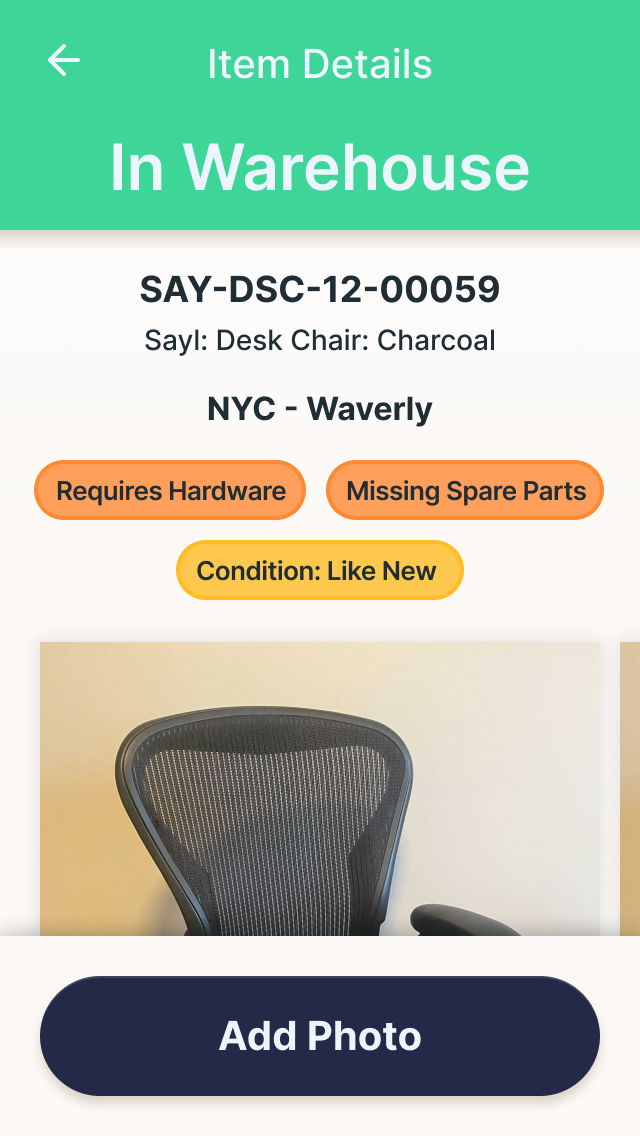 Item Details
In Warehouse
SAY-DSC-12-00059
Sayl: Desk Chair: Charcoal
NYC - Waverly
Requires Hardware
Missing Spare Parts
Condition: Like New
Add Photo